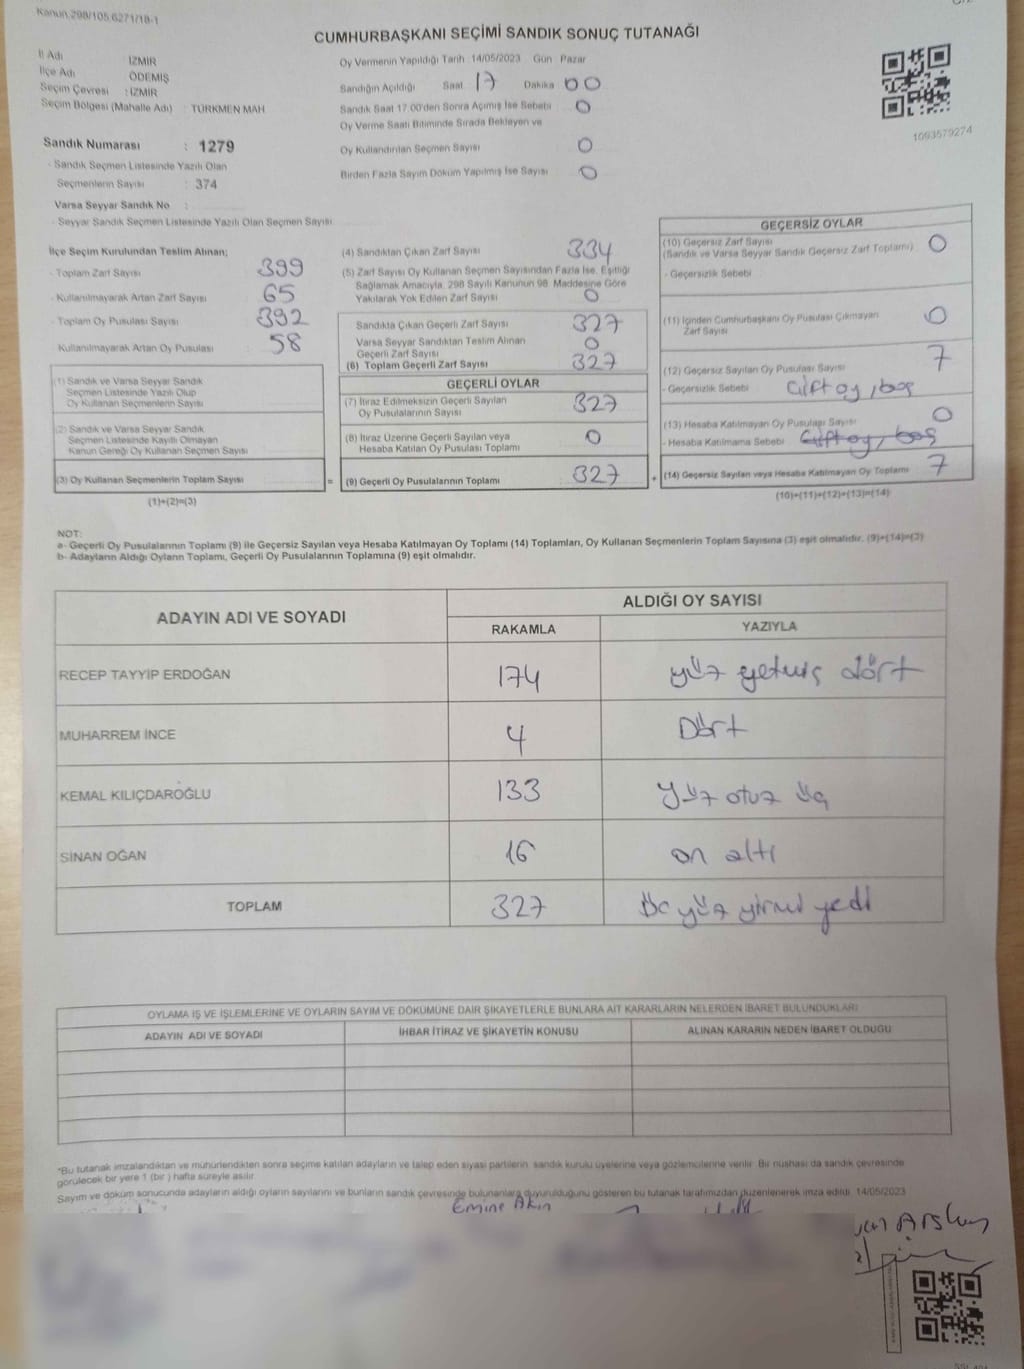 Kanun:298/105,6271/18-1
CUMHURBAŞKANI SEÇİMİ SANDIK SONUÇ TUTANAĞI
İl Adı : İZMİR
İlçe Adı : ÖDEMİŞ
Seçim Çevresi : İZMİR
Seçim Bölgesi (Mahalle Adı) : TÜRKMEN MAH.
Sandık Numarası : 1279
- Sandık Seçmen Listesinde Yazılı Olan
Seçmenlerin Sayısı : 374
Varsa Seyyar Sandık No :
- Seyyar Sandık Seçmen Listesinde Yazılı Olan Seçmen Sayısı
Oy Vermenin Yapıldığı Tarih 14/05/2023 Gün Pazar
Sandığın Açıldığı Saat 17 Dakika 00
Sandık Saat 17.00'den Sonra Açımış İse Sebebi 0
Oy Verme Saati Bitiminde Sırada Bekleyen ve
Oy Kullandırılan Seçmen Sayısı 0
Birden Fazla Sayım Döküm Yapılmış İse Sayısı 0
1093579274
İlçe Seçim Kurulundan Teslim Alınan;
- Toplam Zarf Sayısı 399
- Kullanılmayarak Artan Zarf Sayısı 65
- Toplam Oy Pusulası Sayısı 392
Kullanılmayarak Artan Oy Pusulası 58
(1) Sandık ve Varsa Seyyar Sandık
Seçmen Listesinde Yazılı Olup
Oy Kullanan Seçmenlerin Sayısı
(2) Sandık ve Varsa Seyyar Sandık
Seçmen Listesinde Kayıtlı Olmayan
Kanun Gereği Oy Kullanan Seçmen Sayısı
(3) Oy Kullanan Seçmenlerin Toplam Sayısı =
(1)+(2)=(3)
(4) Sandıktan Çıkan Zarf Sayısı 334
(5) Zarf Sayısı Oy Kullanan Seçmen Sayısından Fazla İse, Eşitliği
Sağlamak Amacıyla, 298 Sayılı Kanunun 98. Maddesine Göre
Yakılarak Yok Edilen Zarf Sayısı 0
Sandıkta Çıkan Geçerli Zarf Sayısı 327
Varsa Seyyar Sandıktan Teslim Alınan
Geçerli Zarf Sayısı 0
(6) Toplam Geçerli Zarf Sayısı 327
GEÇERLİ OYLAR
(7) İtiraz Edilmeksizin Geçerli Sayılan
Oy Pusulalarının Sayısı 327
(8) İtiraz Üzerine Geçerli Sayılan veya
Hesaba Katılan Oy Pusulası Toplamı 0
(9) Geçerli Oy Pusulalarının Toplamı 327 +
GEÇERSİZ OYLAR
(10) Geçersiz Zarf Sayısı
(Sandık ve Varsa Seyyar Sandık Geçersiz Zarf Toplamı) 0
- Geçersizlik Sebebi
(11) İçinden Cumhurbaşkanı Oy Pusulası Çıkmayan
Zarf Sayısı 0
(12) Geçersiz Sayılan Oy Pusulası Sayısı 7
- Geçersizlik Sebebi Çift oy, boş
(13) Hesaba Katılmayan Oy Pusulası Sayısı 0
- Hesaba Katılmama Sebebi Çift oy, boş
(14) Geçersiz Sayılan veya Hesaba Katılmayan Oy Toplamı 7
(10)+(11)+(12)+(13)=(14)
NOT:
a- Geçerli Oy Pusulalarının Toplamı (9) ile Geçersiz Sayılan veya Hesaba Katılmayan Oy Toplamı (14) Toplamları, Oy Kullanan Seçmenlerin Toplam Sayısına (3) eşit olmalıdır. (9)+(14)=(3)
b- Adayların Aldığı Oyların Toplamı, Geçerli Oy Pusulalarının Toplamına (9) eşit olmalıdır.
ADAYIN ADI VE SOYADI ALDIĞI OY SAYISI
RAKAMLA YAZIYLA
RECEP TAYYİP ERDOĞAN 174 yüz yetmiş dört
MUHARREM İNCE 4 Dört
KEMAL KILIÇDAROĞLU 133 Yüz otuz üç
SİNAN OĞAN 16 on altı
TOPLAM 327 Üç yüz yirmi yedi
OYLAMA İŞ VE İŞLEMLERİNE VE OYLARIN SAYIM VE DÖKÜMÜNE DAİR ŞİKAYETLERLE BUNLARA AİT KARARLARIN NELERDEN İBARET BULUNDUKLARI
ADAYIN ADI VE SOYADI İHBAR İTİRAZ VE ŞİKAYETİN KONUSU ALINAN KARARIN NEDEN İBARET OLDUĞU
*Bu tutanak imzalandıktan ve mühürlendikten sonra seçime katılan adayların ve talep eden siyasi partilerin, sandık kurulu üyelerine veya gözlemcilerine verilir. Bir nüshası da sandık çevresinde
görülecek bir yere 1 (bir ) hafta süreyle asılır.
Sayım ve döküm sonucunda adayların aldığı oyların sayılarını ve bunların sandık çevresinde bulunanlara duyurulduğunu gösteren bu tutanak tarafımızdan düzenlenerek imza edildi. 14/05/2023
Emine Akın
Arslan